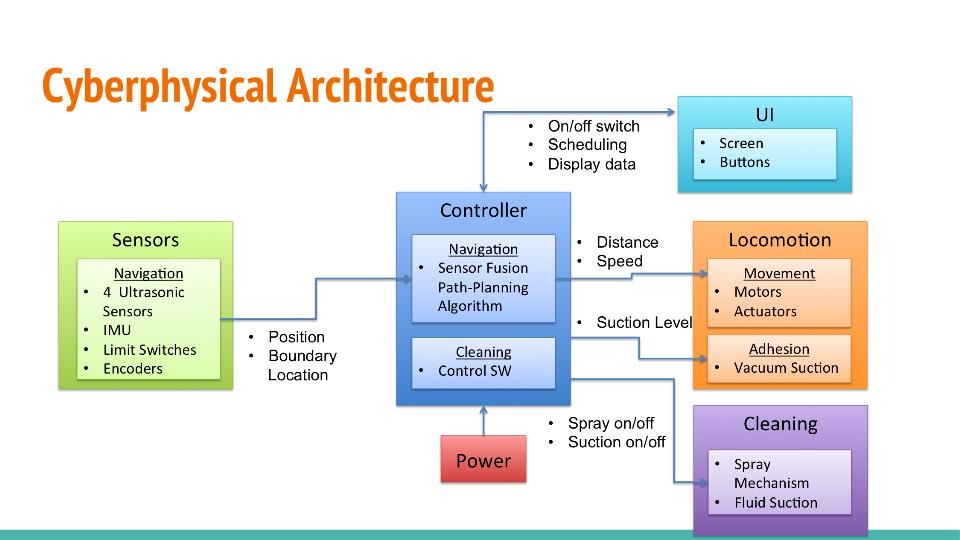 Cyberphysical Architecture
UI
• Screen
• Buttons
• On/off switch
• Scheduling
• Display data
Controller
Navigation
• Sensor Fusion
Path-Planning
Algorithm
Cleaning
• Control SW
Sensors
Navigation
• 4 Ultrasonic
Sensors
• IMU
• Limit Switches
• Encoders
• Position
• Boundary
Location
• Distance
• Speed
• Suction Level
Locomotion
Movement
• Motors
• Actuators
Adhesion
• Vacuum Suction
• Spray on/off
• Suction on/off
Power
Cleaning
• Spray
Mechanism
• Fluid Suction